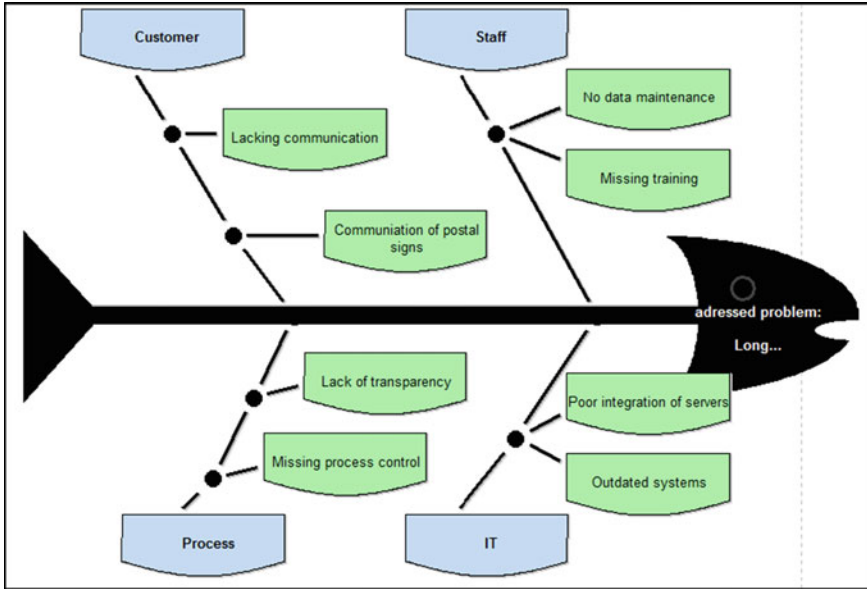 Customer
Staff
No data maintenance
Lacking communication
Missing training
Communiation of postal
signs
adressed problem:
Long...
Lack of transparency
Poor integration of servers
Missing process control
Outdated systems
Process
IT